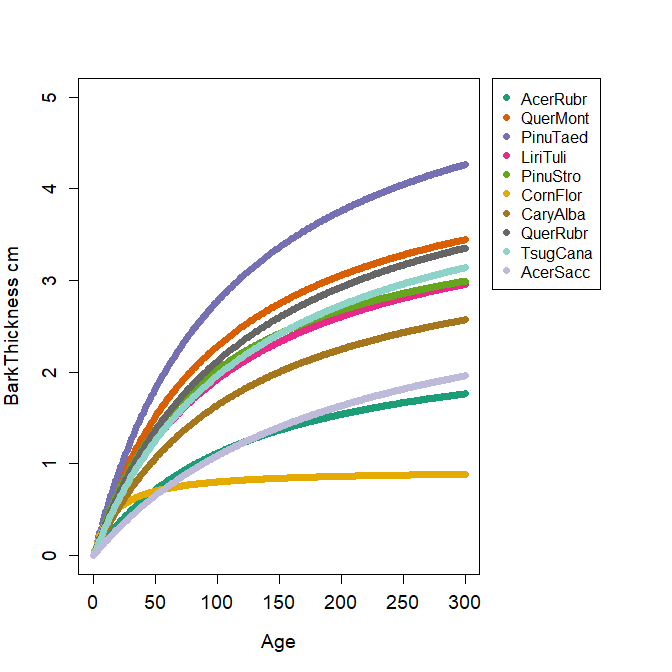 BarkThickness cm
5
4
3
2
1
0
0 50 100 150 200 250 300
Age
AcerRubr
QuerMont
PinuTaed
LiriTuli
PinuStro
CornFlor
CaryAlba
QuerRubr
TsugCana
AcerSacc